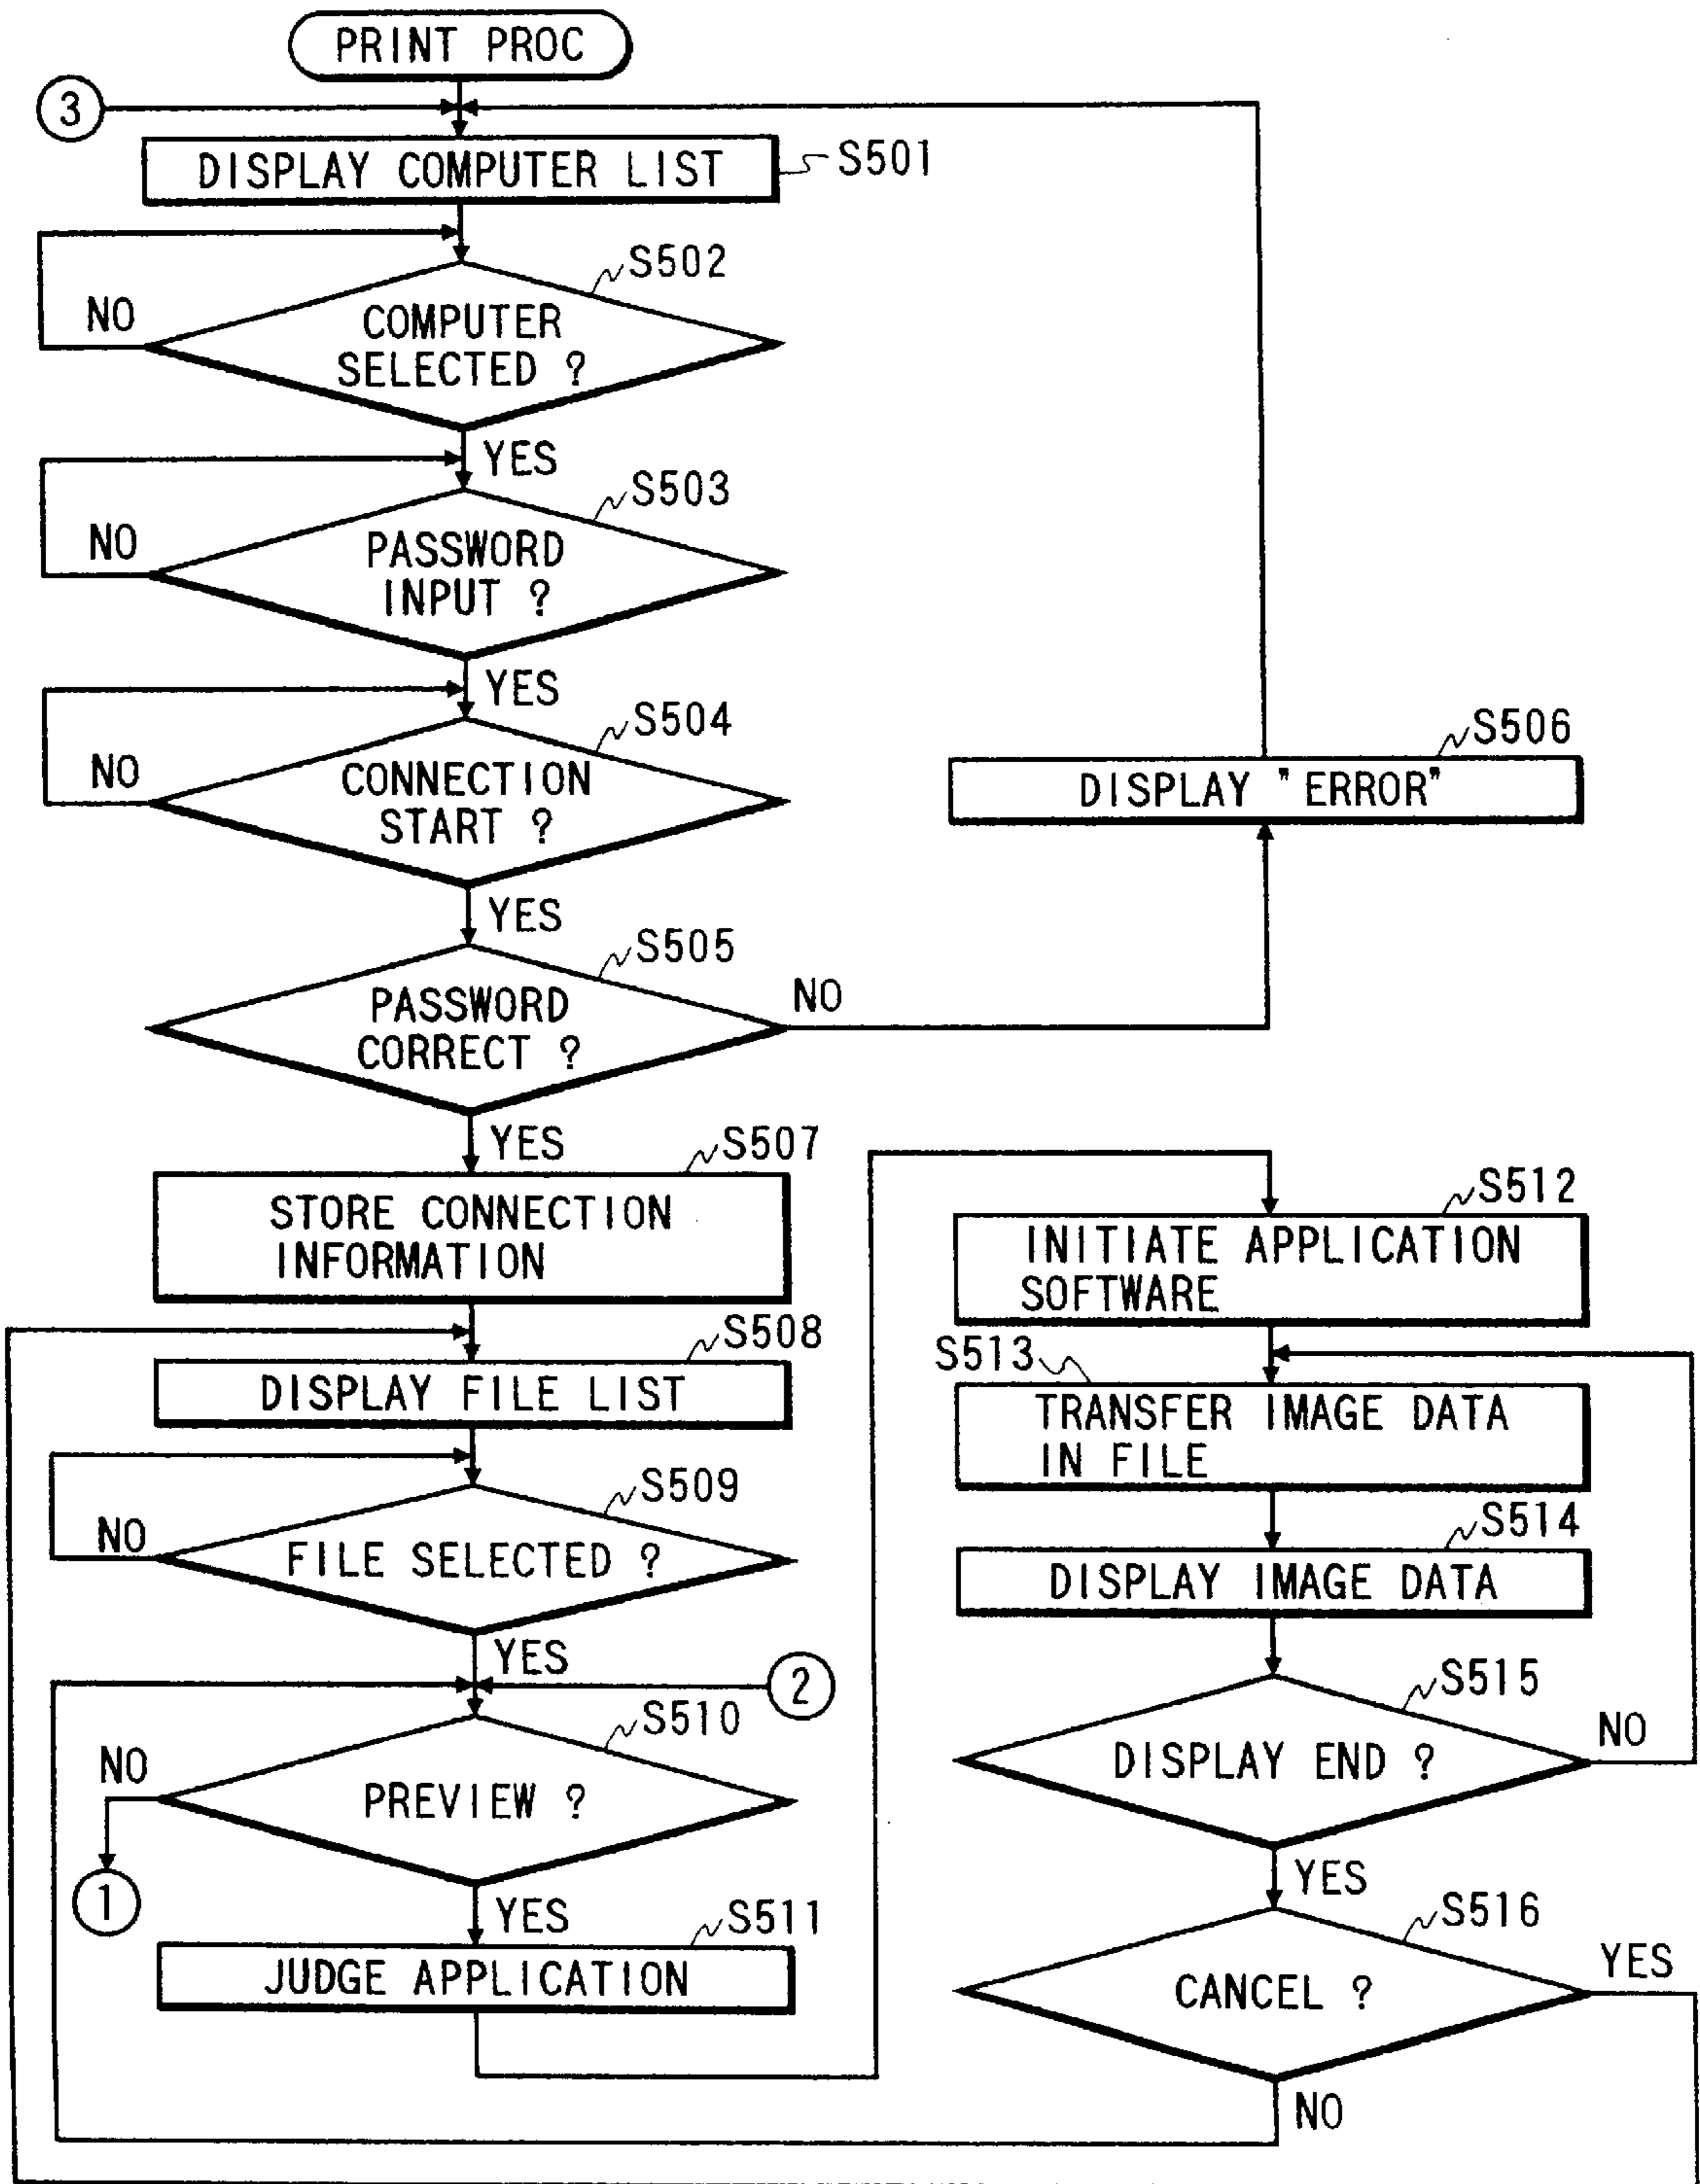 PRINT PROC
3
DISPLAY COMPUTER LIST
S501
S502
NO
COMPUTER
SELECTED ?
YES
S503
NO
PASSWORD
INPUT ?
YES
S504
NO
CONNECTION
START ?
YES
S505
PASSWORD
CORRECT ?
NO
S506
DISPLAY "ERROR"
YES
S507
STORE CONNECTION
INFORMATION
S508
DISPLAY FILE LIST
S509
NO
FILE SELECTED ?
YES
2
S510
NO
PREVIEW ?
1
YES
S511
JUDGE APPLICATION
S512
INITIATE APPLICATION
SOFTWARE
S513
TRANSFER IMAGE DATA
IN FILE
S514
DISPLAY IMAGE DATA
S515
DISPLAY END ?
NO
YES
S516
CANCEL ?
YES
NO